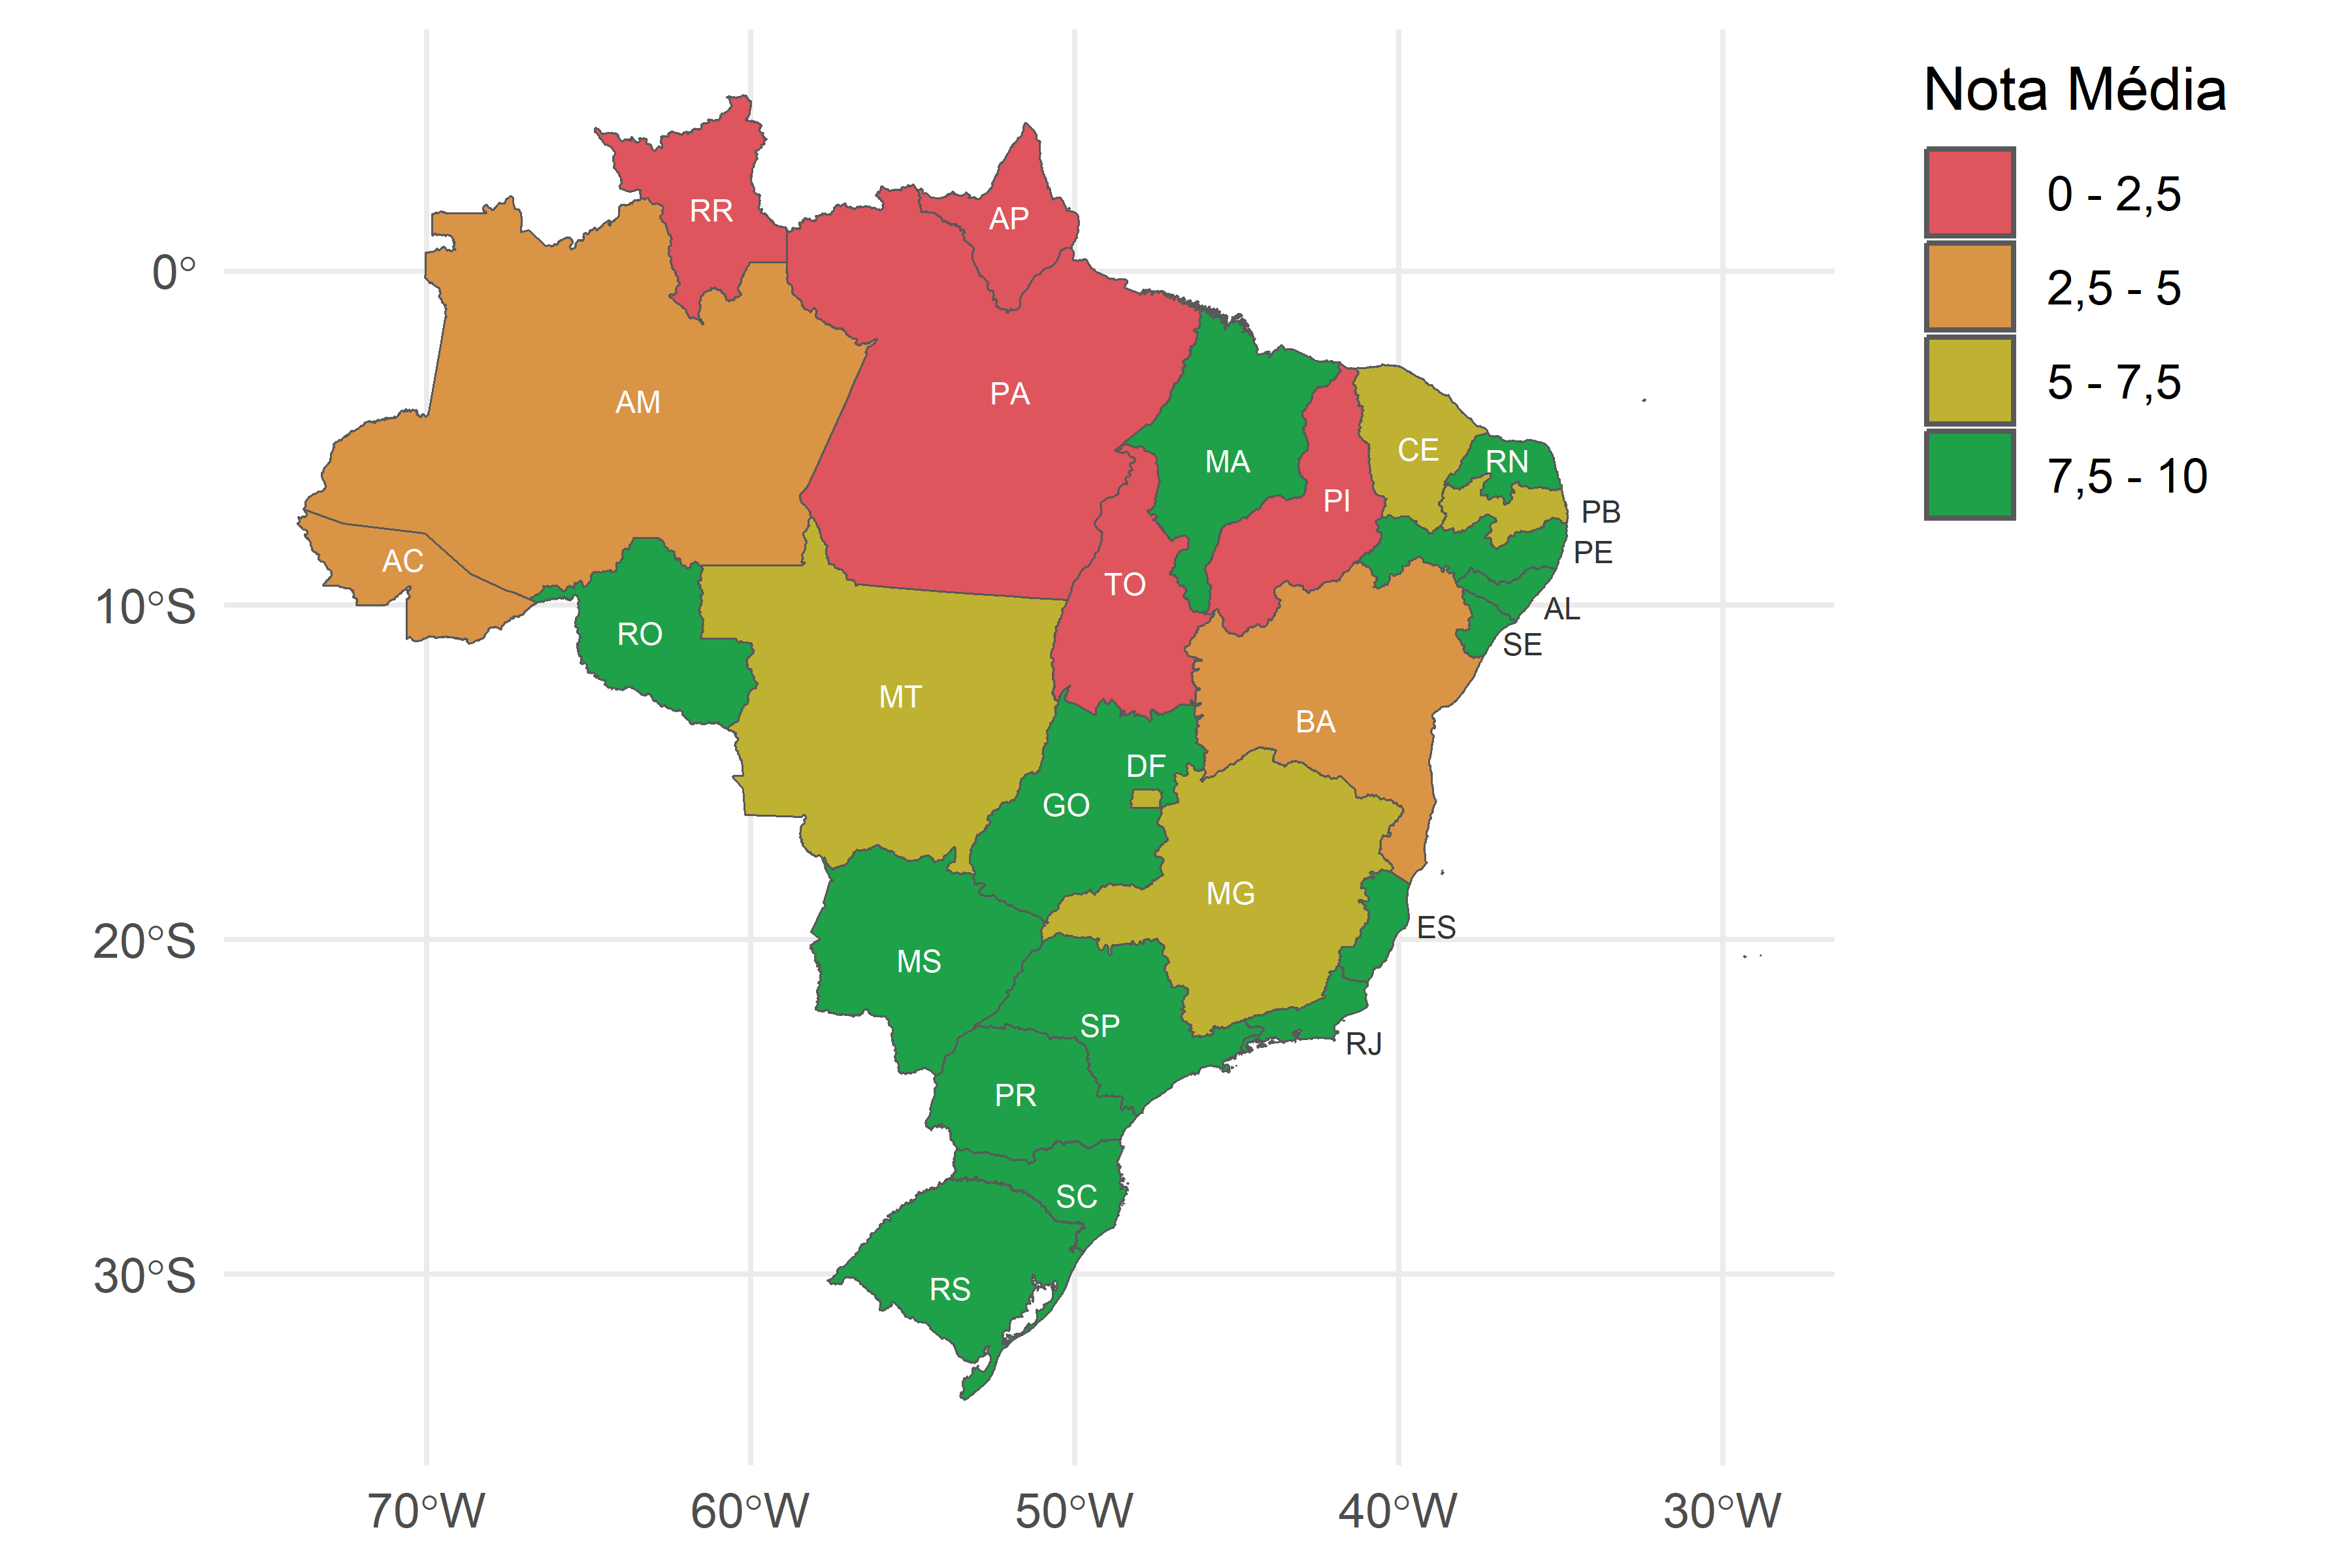 Nota Média
0 - 2,5
2,5 - 5
5 - 7,5
7,5 - 10
RR
AP
0°
AM
PA
MA
CE
RN
PI
PB
PE
AC
TO
10°S
AL
RO
SE
MT
BA
DF
GO
MG
ES
20°S
MS
SP
RJ
PR
SC
30°S
RS
70°W
60°W
50°W
40°W
30°W